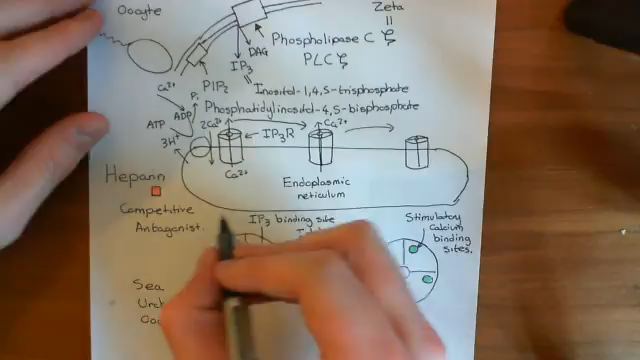 Oocyte
Zeta
=
ζ
Phospholipase C
PLC ζ
DAG
IP3
=
Inositol-1,4,5-trisphosphate
PIP2
Phosphatidylinositol-4,5-bisphosphate
Ca2+
Pi
ADP
ATP
3H+
2Ca2+
IP3R
Ca2+
Ca2+
Endoplasmic
reticulum
Heparin
Competitive
Antagonist.
IP3 binding site
Stimulatory
Calcium
binding
sites.
Sea